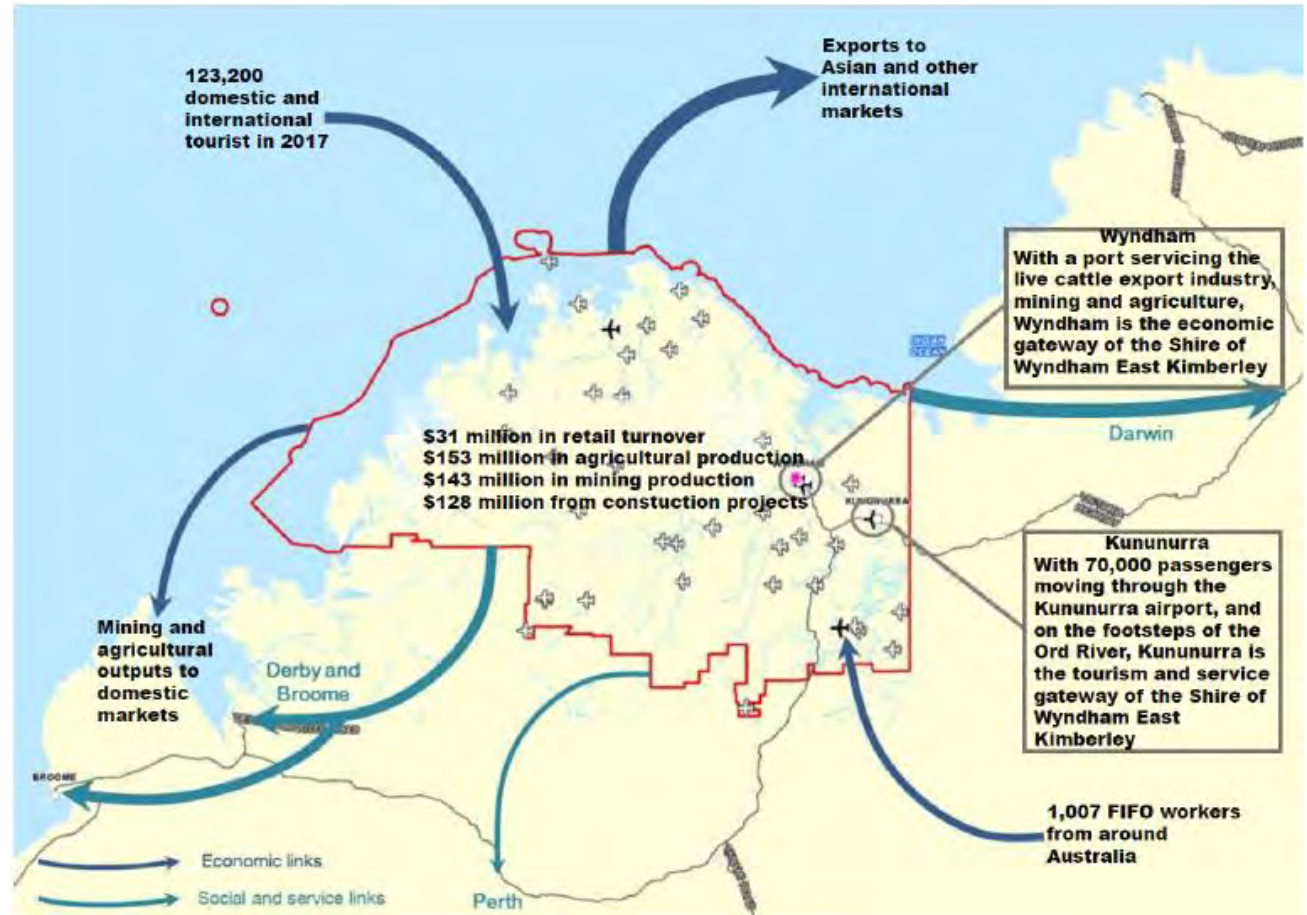 123,200
domestic and
international
tourist in 2017
Exports to
Asian and other
international
markets
Wyndham
With a port servicing the
live cattle export industry,
mining and agriculture,
Wyndham is the economic
gateway of the Shire of
Wyndham East Kimberley
Darwin
$31 million in retail turnover
$153 million in agricultural production
$143 million in mining production
$128 million from constuction projects
KUNUNURRA
Kununurra
With 70,000 passengers
moving through the
Kununurra airport, and
on the footsteps of the
Ord River, Kununurra is
the tourism and service
gateway of the Shire of
Wyndham East
Kimberley
Mining and
agricultural
outputs to
domestic
markets
Derby and
Broome
BROOME
1,007 FIFO workers
from around
Australia
Economic links
Social and service links
Perth